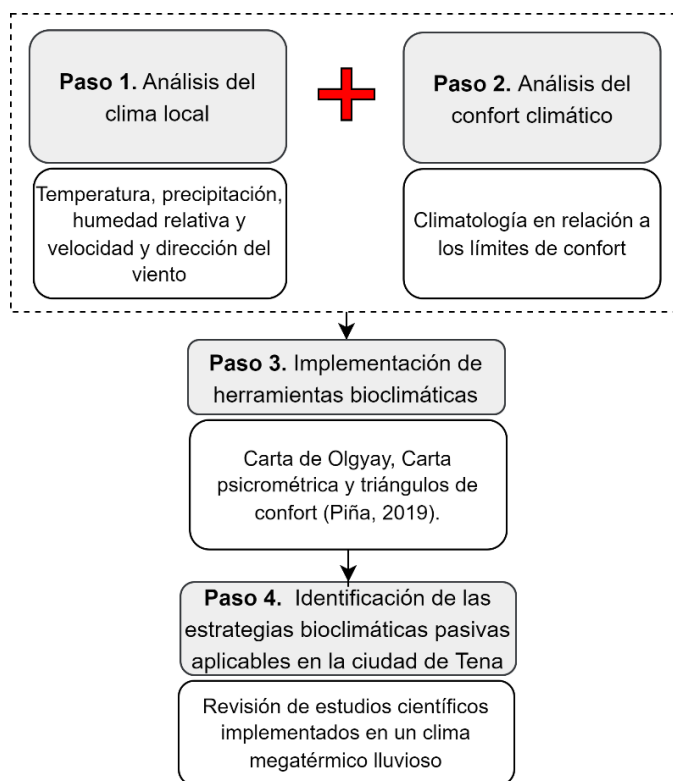 Paso 1. Análisis del
clima local
Temperatura, precipitación,
humedad relativa y
velocidad y dirección del
viento
Paso 2. Análisis del
confort climático
Climatología en relación a
los límites de confort
Paso 3. Implementación de
herramientas bioclimáticas
Carta de Olgyay, Carta
psicrométrica y triángulos de
confort (Piña, 2019).
Paso 4. Identificación de las
estrategias bioclimáticas pasivas
aplicables en la ciudad de Tena
Revisión de estudios científicos
implementados en un clima
megatérmico lluvioso